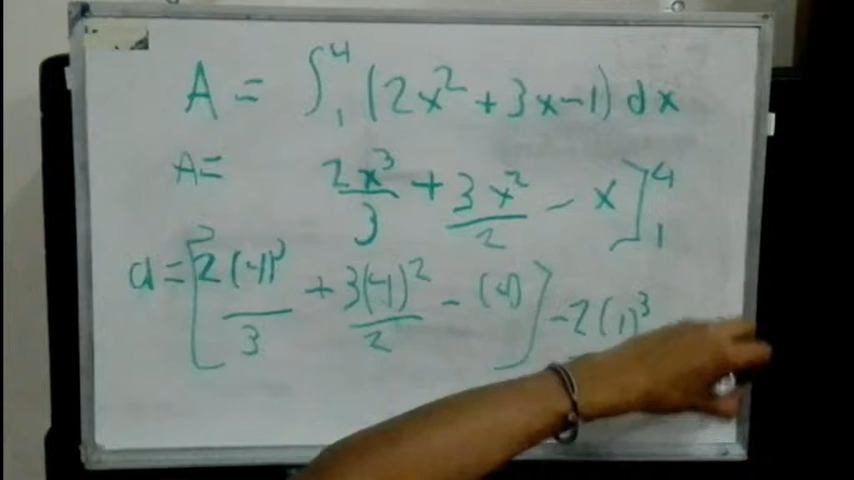 A = ∫₁⁴ (2x² + 3x - 1) dx
A = 2x³/3 + 3x²/2 - x]₁⁴
a = [2(4)³/3 + 3(4)²/2 - (4)] - 2(1)³